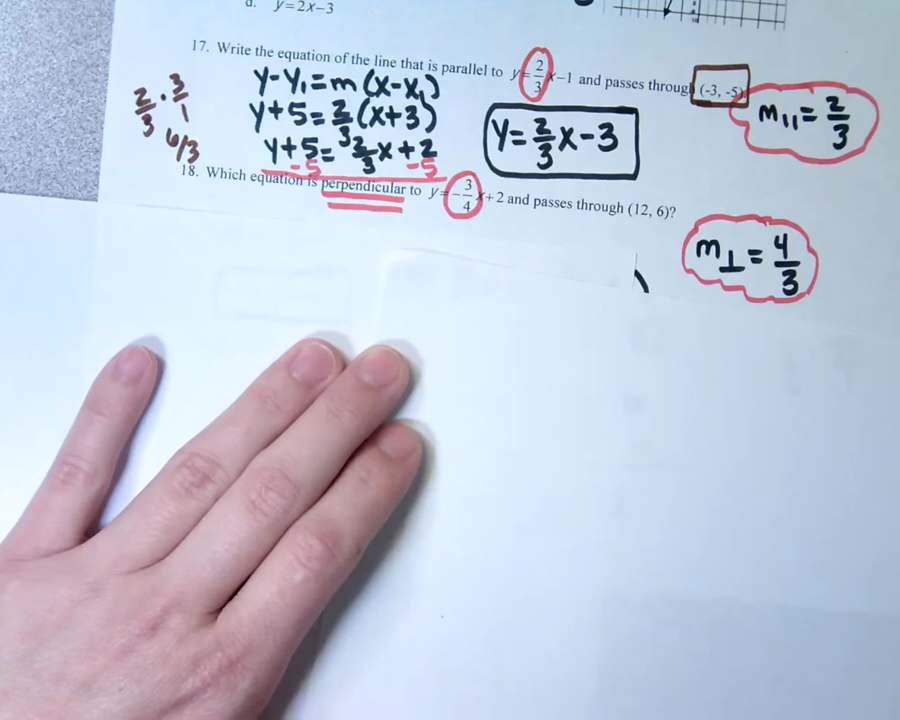 d. y=2x-3
17. Write the equation of the line that is parallel to y=2/3x-1 and passes through (-3, -5)
2/3 · 3/1
6/3
y-y₁=m(x-x₁)
y+5=2/3(x+3)
y+5=2/3x+2
-5 -5
y=2/3x-3
m||=2/3
18. Which equation is perpendicular to y=-3/4x+2 and passes through (12, 6)?
m⊥=4/3